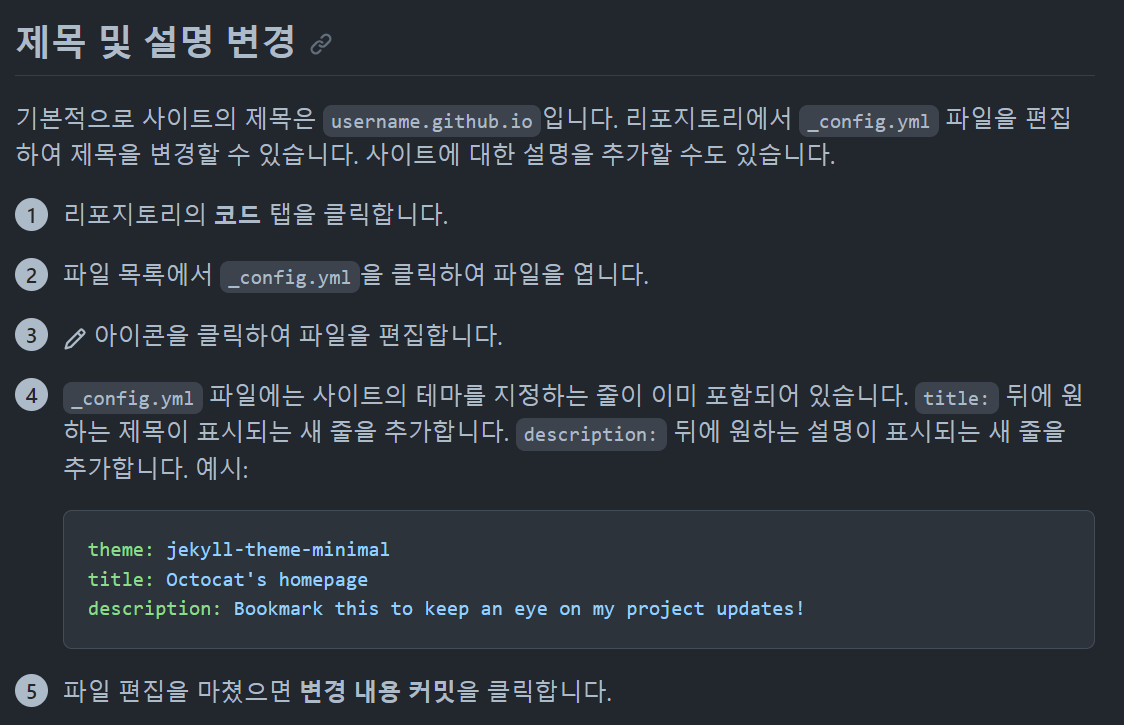 제목 및 설명 변경
기본적으로 사이트의 제목은 username.github.io입니다. 리포지토리에서 _config.yml 파일을 편집
하여 제목을 변경할 수 있습니다. 사이트에 대한 설명을 추가할 수도 있습니다.
1 리포지토리의 코드 탭을 클릭합니다.
2 파일 목록에서 _config.yml을 클릭하여 파일을 엽니다.
3 아이콘을 클릭하여 파일을 편집합니다.
4 _config.yml 파일에는 사이트의 테마를 지정하는 줄이 이미 포함되어 있습니다. title: 뒤에 원
하는 제목이 표시되는 새 줄을 추가합니다. description: 뒤에 원하는 설명이 표시되는 새 줄을
추가합니다. 예시:
theme: jekyll-theme-minimal
title: Octocat's homepage
description: Bookmark this to keep an eye on my project updates!
5 파일 편집을 마쳤으면 변경 내용 커밋을 클릭합니다.